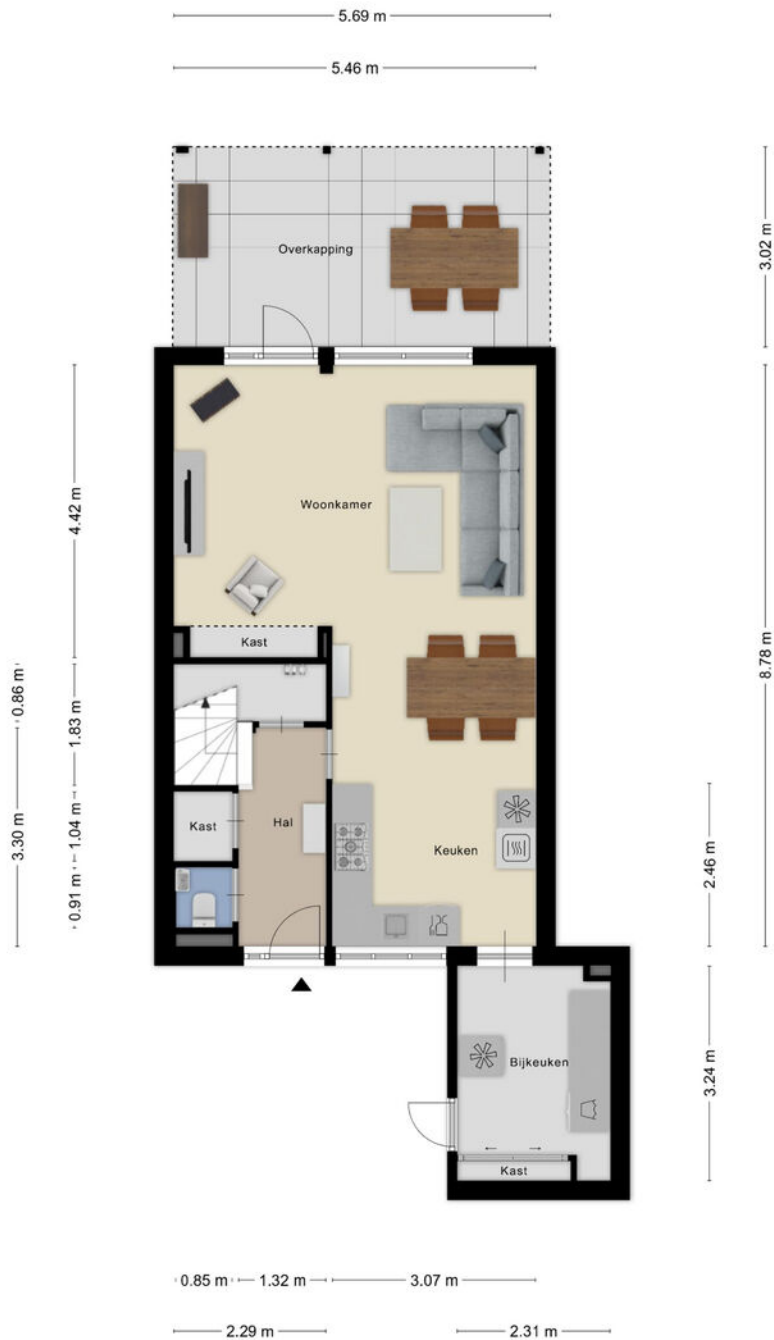 5.69 m
5.46 m
Overkapping
3.02 m
4.42 m
Woonkamer
Kast
8.78 m
0.86 m
1.83 m
3.30 m
1.04 m
0.91 m
Kast
Hal
Keuken
2.46 m
Bijkeuken
3.24 m
Kast
0.85 m
1.32 m
3.07 m
2.29 m
2.31 m